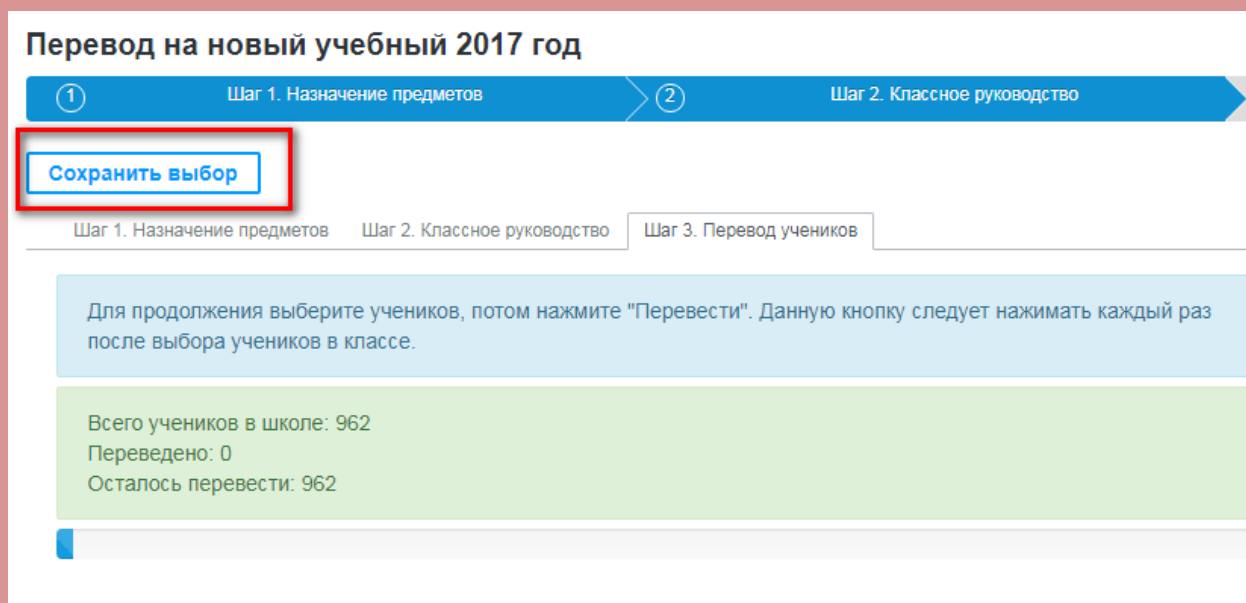 Перевод на новый учебный 2017 год
1 Шаг 1. Назначение предметов 2 Шаг 2. Классное руководство
Сохранить выбор
Шаг 1. Назначение предметов Шаг 2. Классное руководство Шаг 3. Перевод учеников
Для продолжения выберите учеников, потом нажмите "Перевести". Данную кнопку следует нажимать каждый раз
после выбора учеников в классе.
Всего учеников в школе: 962
Переведено: 0
Осталось перевести: 962